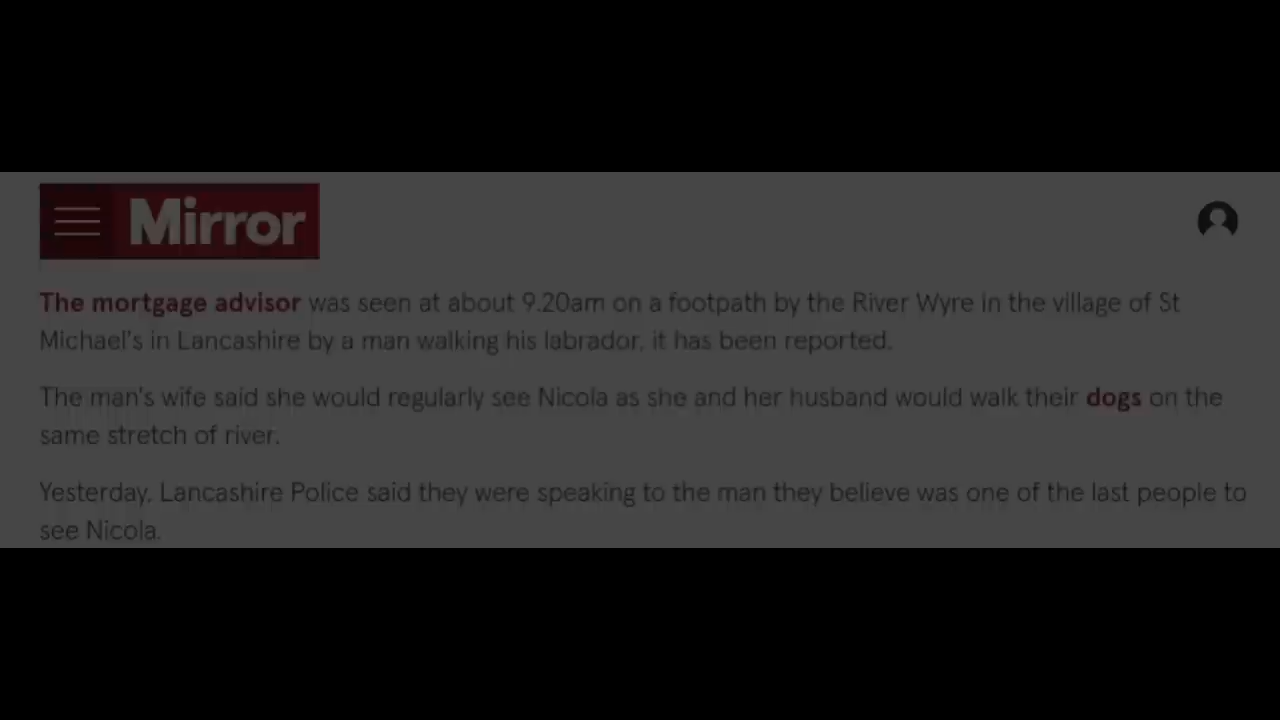 Mirror
The mortgage advisor was seen at about 9.20am on a footpath by the River Wyre in the village of St
Michael's in Lancashire by a man walking his labrador, it has been reported.
The man's wife said she would regularly see Nicola as she and her husband would walk their dogs on the
same stretch of river.
Yesterday, Lancashire Police said they were speaking to the man they believe was one of the last people to
see Nicola.